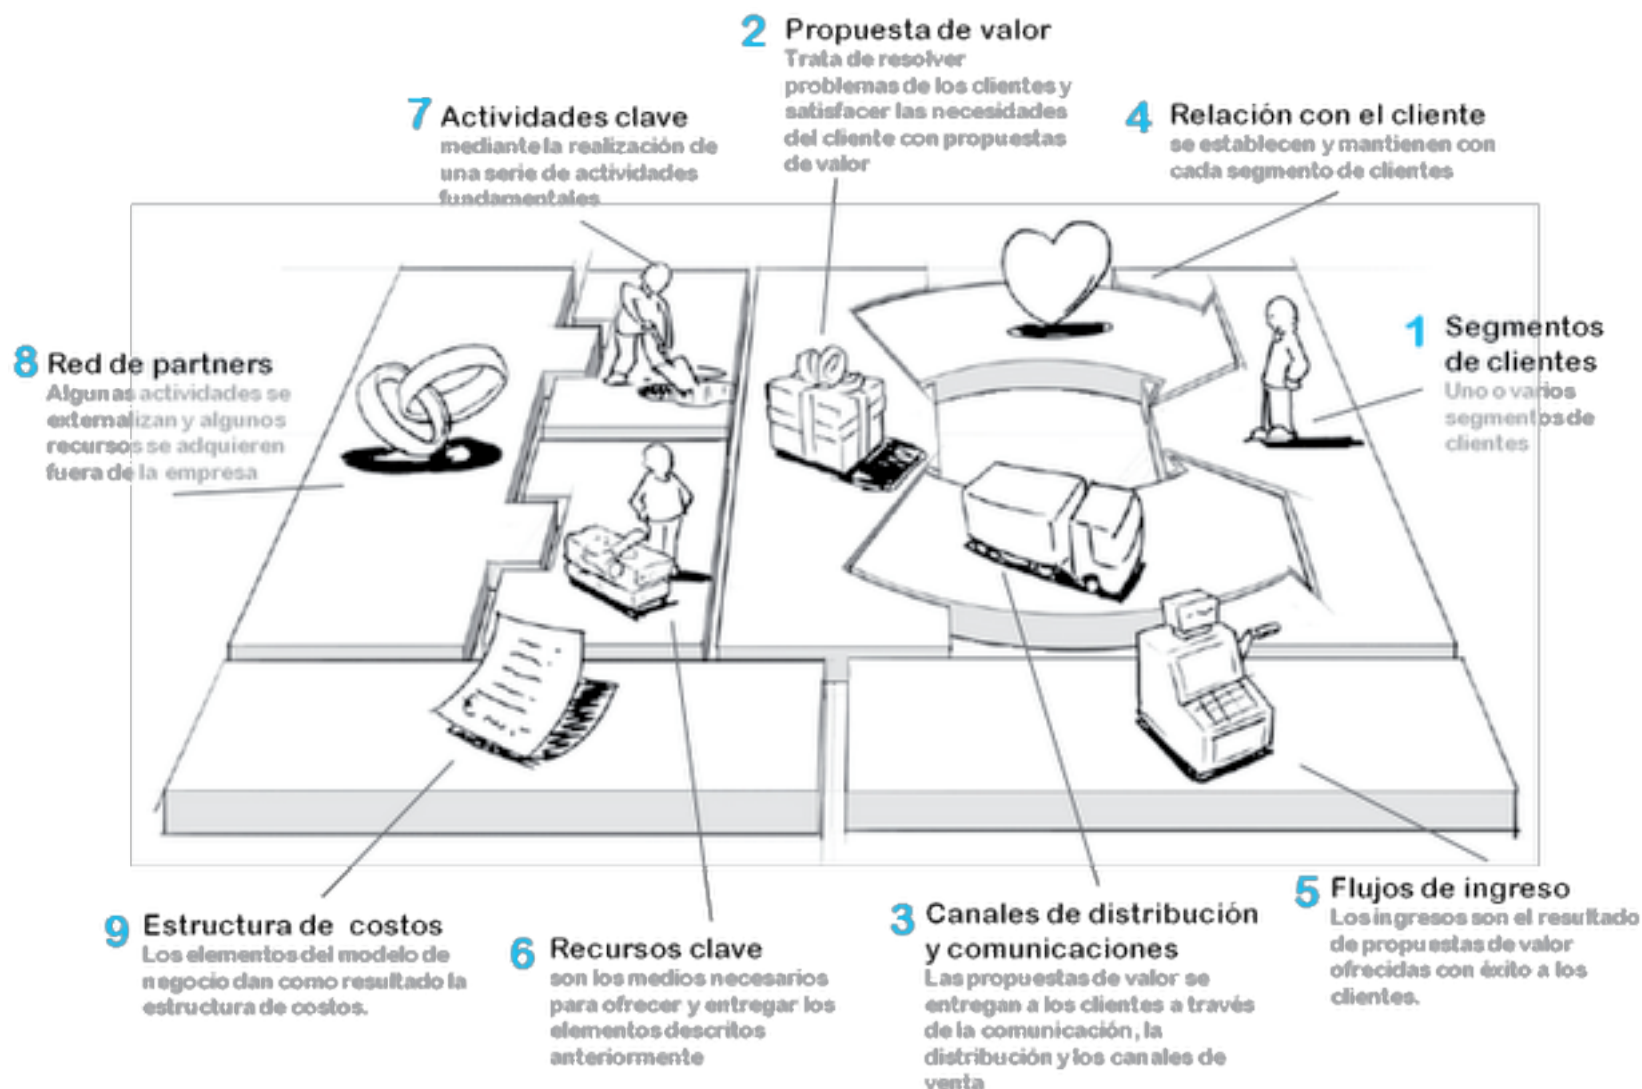 2 Propuesta de valor
Trata de resolver
problemas de los clientes y
satisfacer las necesidades
del cliente con propuestas
de valor
7 Actividades clave
mediante la realización de
una serie de actividades
fundamentales
4 Relación con el cliente
se establecen y mantienen con
cada segmento de clientes
1 Segmentos
de clientes
Uno o varios
segmentos de
clientes
8 Red de partners
Algunas actividades se
externalizan y algunos
recursos se adquieren
fuera de la empresa
9 Estructura de costos
Los elementos del modelo de
negocio dan como resultado la
estructura de costos.
6 Recursos clave
son los medios necesarios
para ofrecer y entregar los
elementos descritos
anteriormente
3 Canales de distribución
y comunicaciones
Las propuestas de valor se
entregan a los clientes a través
de la comunicación, la
distribución y los canales de
venta
5 Flujos de ingreso
Los ingresos son el resultado
de propuestas de valor
ofrecidas con éxito a los
clientes.